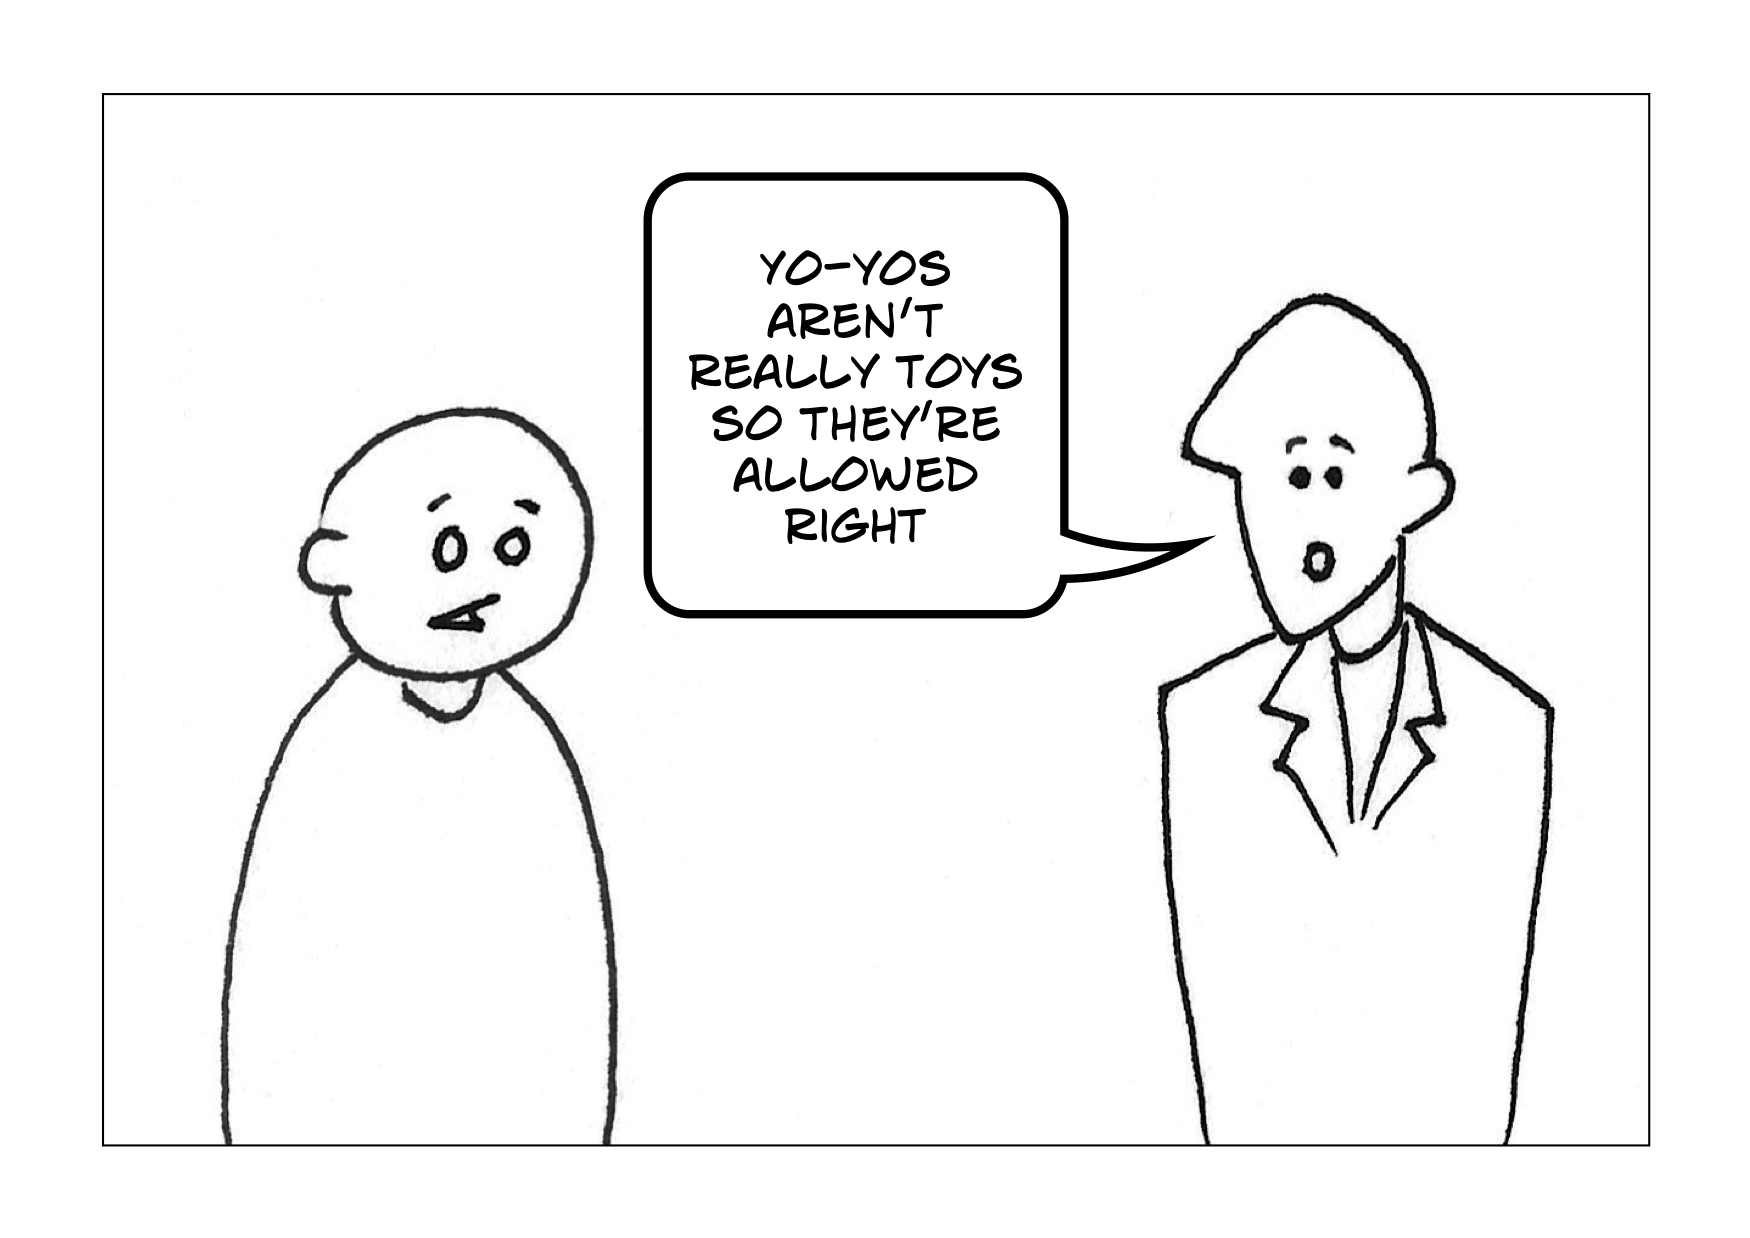 YO-YOS
AREN'T
REALLY TOYS
SO THEY'RE
ALLOWED
RIGHT